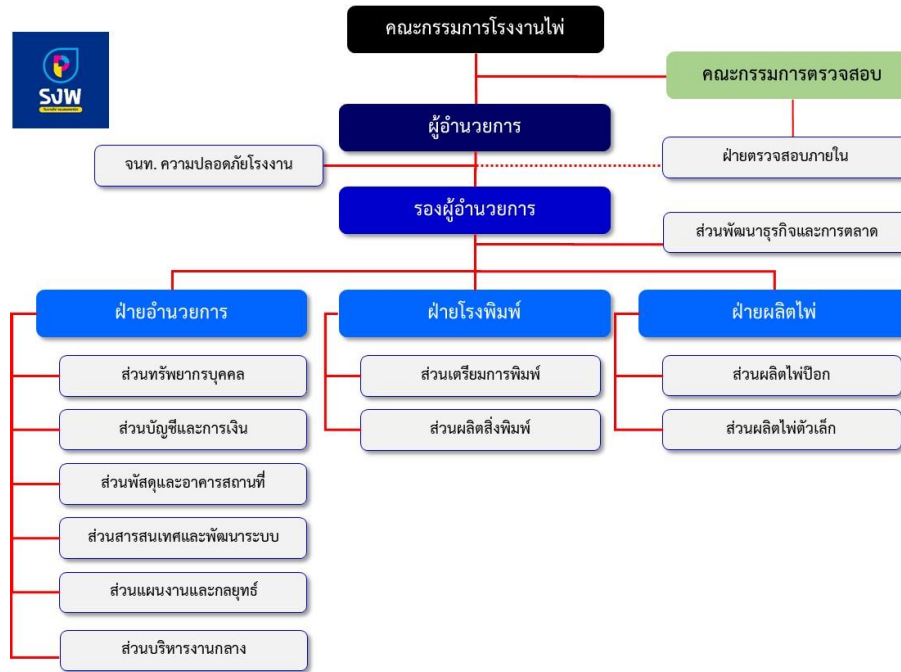 คณะกรรมการโรงงานไพ่
รงพ
คณะกรรมการตรวจสอบ
ผู้อำนวยการ
จนท. ความปลอดภัยโรงงาน
ฝ่ายตรวจสอบภายใน
รองผู้อำนวยการ
ส่วนพัฒนาธุรกิจและการตลาด
ฝ่ายอำนวยการ
ฝ่ายโรงพิมพ์
ฝ่ายผลิตไพ่
ส่วนทรัพยากรบุคคล
ส่วนเตรียมการพิมพ์
ส่วนผลิตไพ่ป๊อก
ส่วนบัญชีและการเงิน
ส่วนผลิตสิ่งพิมพ์
ส่วนผลิตไพ่ตัวเล็ก
ส่วนพัสดุและอาคารสถานที่
ส่วนสารสนเทศและพัฒนาระบบ
ส่วนแผนงานและกลยุทธ์
ส่วนบริหารงานกลาง